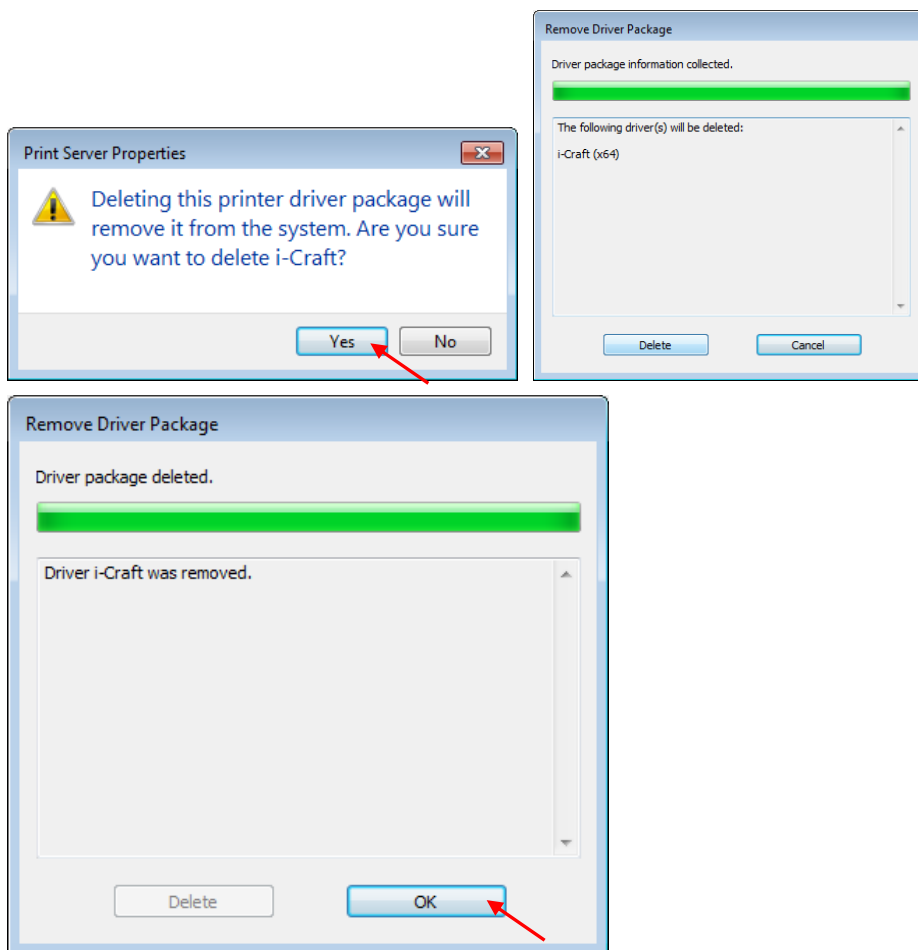 Print Server Properties
Deleting this printer driver package will
remove it from the system. Are you sure
you want to delete i-Craft?
Yes
No
Remove Driver Package
Driver package information collected.
The following driver(s) will be deleted:
i-Craft (x64)
Delete
Cancel
Remove Driver Package
Driver package deleted.
Driver i-Craft was removed.
Delete
OK